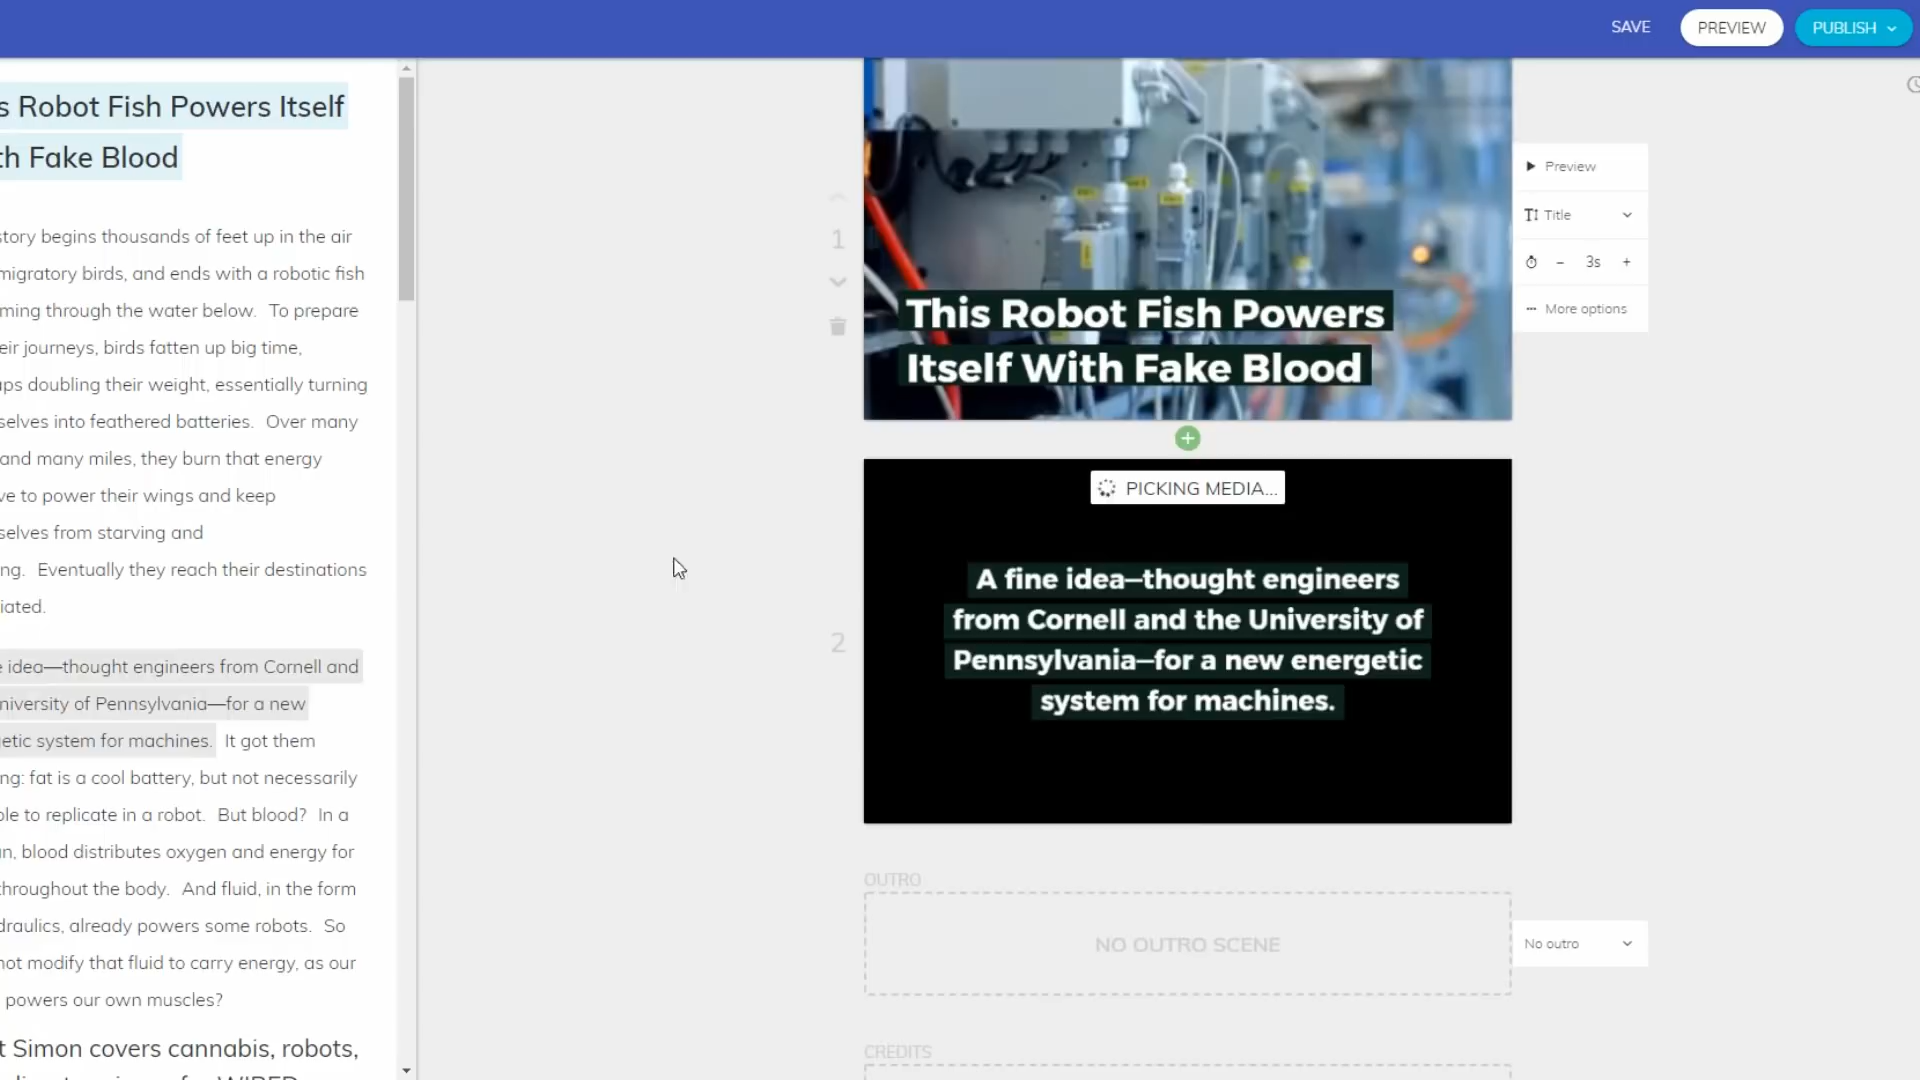 SAVE
PREVIEW
PUBLISH
s Robot Fish Powers Itself
th Fake Blood
story begins thousands of feet up in the air
migratory birds, and ends with a robotic fish
ming through the water below. To prepare
eir journeys, birds fatten up big time,
aps doubling their weight, essentially turning
selves into feathered batteries. Over many
and many miles, they burn that energy
ve to power their wings and keep
selves from starving and
ng. Eventually they reach their destinations
iated.
e idea—thought engineers from Cornell and
niversity of Pennsylvania—for a new
getic system for machines. It got them
ng: fat is a cool battery, but not necessarily
ble to replicate in a robot. But blood? In a
n, blood distributes oxygen and energy for
throughout the body. And fluid, in the form
draulics, already powers some robots. So
not modify that fluid to carry energy, as our
powers our own muscles?
t Simon covers cannabis, robots,
1
This Robot Fish Powers
Itself With Fake Blood
Preview
Title
3s
More options
2
PICKING MEDIA...
A fine idea—thought engineers
from Cornell and the University of
Pennsylvania—for a new energetic
system for machines.
OUTRO
NO OUTRO SCENE
No outro
CREDITS